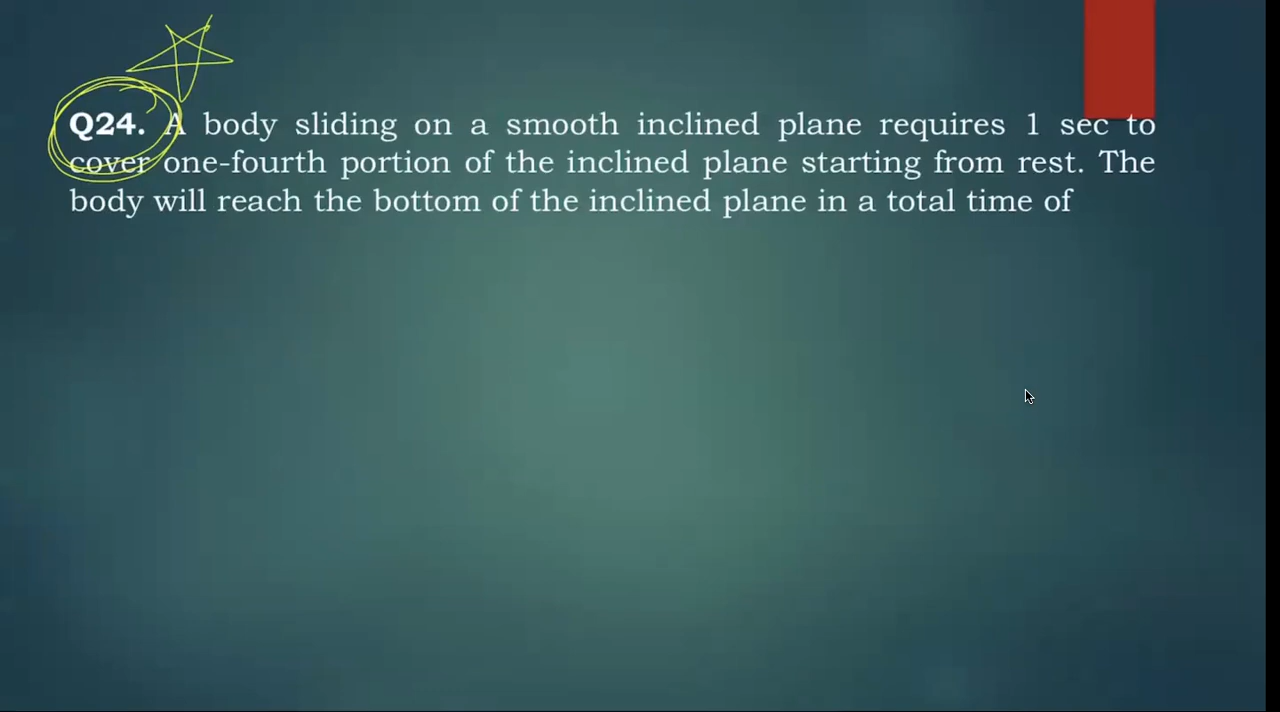 Q24. A body sliding on a smooth inclined plane requires 1 sec to
cover one-fourth portion of the inclined plane starting from rest. The
body will reach the bottom of the inclined plane in a total time of